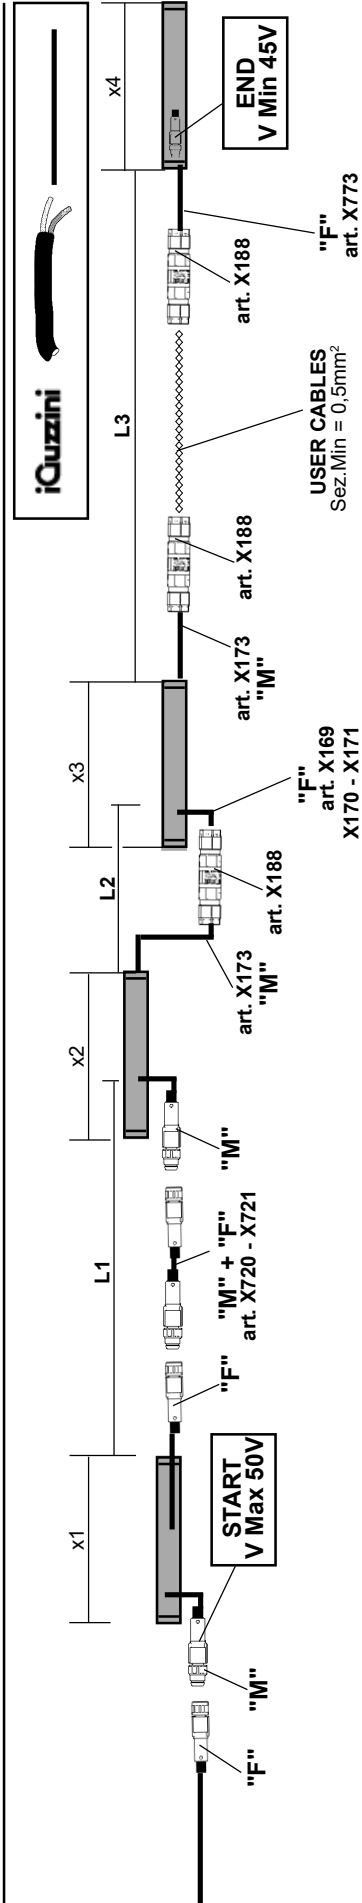 iGuzzini
x1
x2
x3
x4
L1
L2
L3
"F"
"M"
START
V Max 50V
"F"
"M" + "F"
art. X720 - X721
"M"
art. X173
"M"
art. X188
"F"
art. X169
X170 - X171
art. X173
"M"
art. X188
USER CABLES
Sez.Min = 0,5mm²
art. X188
"F"
art. X773
END
V Min 45V